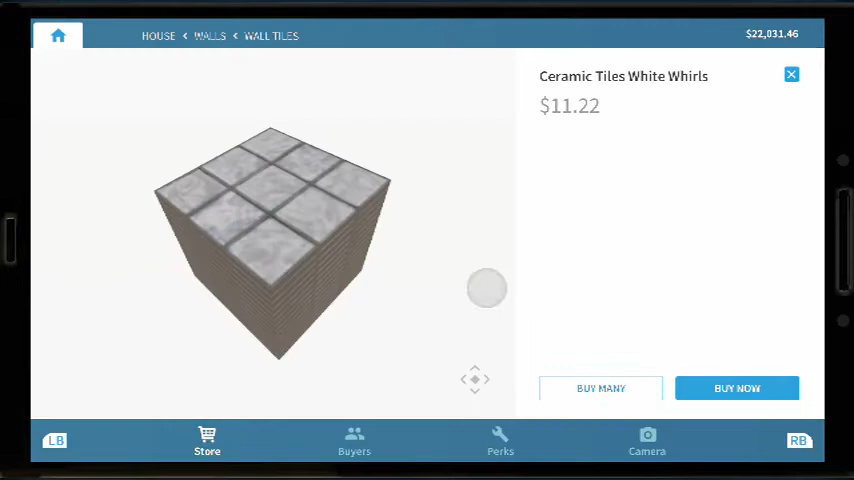 HOUSE < WALLS < WALL TILES
$22,031.46
Ceramic Tiles White Whirls
$11.22
BUY MANY
BUY NOW
LB
Store
Buyers
Perks
Camera
RB